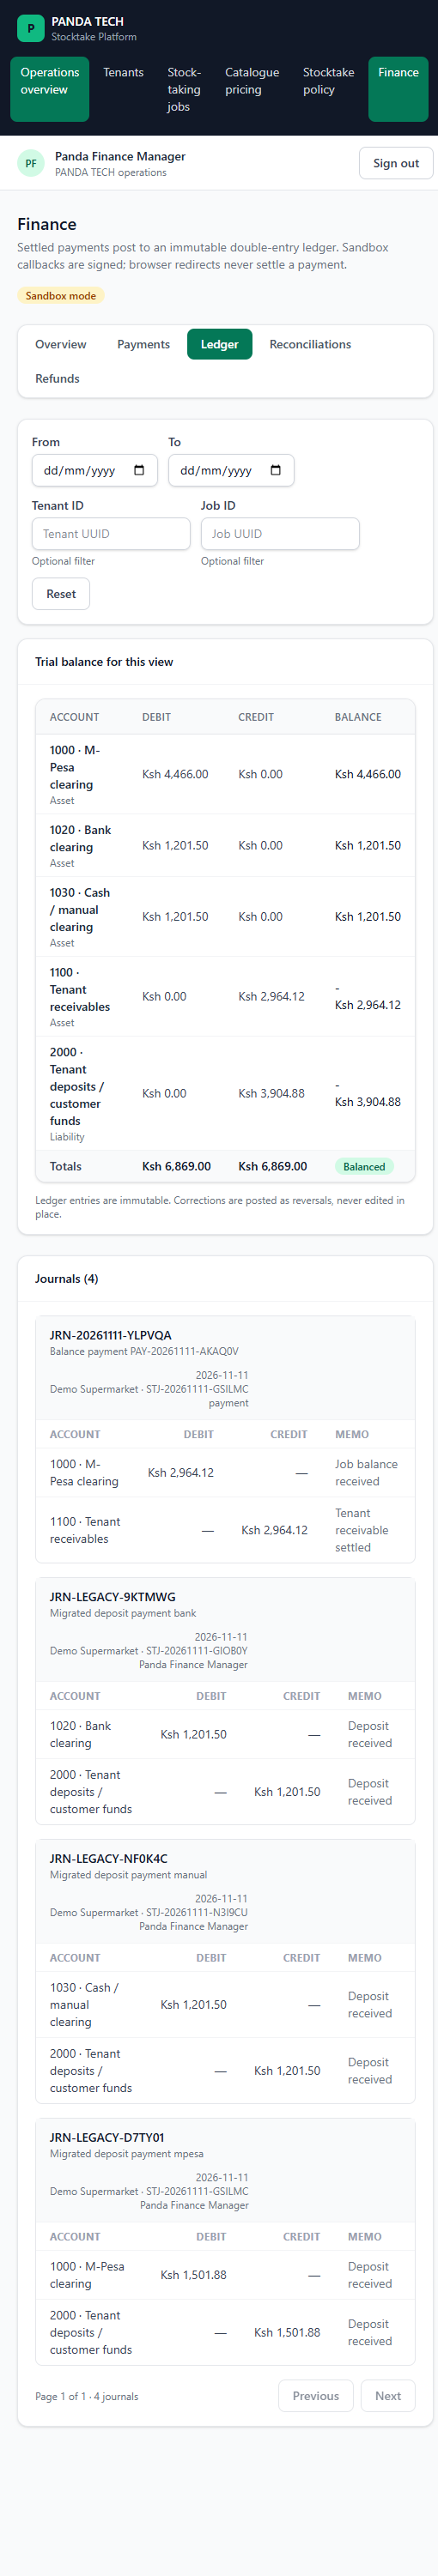 P
PANDA TECH
Stocktake Platform
Operations overview
Tenants
Stock-taking jobs
Catalogue pricing
Stocktake policy
Finance
PF
Panda Finance Manager
PANDA TECH operations
Sign out
Finance
Settled payments post to an immutable double-entry ledger. Sandbox
callbacks are signed; browser redirects never settle a payment.
Sandbox mode
Overview
Payments
Ledger
Reconciliations
Refunds
From
To
dd/mm/yyyy
dd/mm/yyyy
Tenant ID
Job ID
Tenant UUID
Job UUID
Optional filter
Optional filter
Reset
Trial balance for this view
ACCOUNT DEBIT CREDIT BALANCE
1000 · M-
Pesa
clearing
Asset
Ksh 4,466.00 Ksh 0.00 Ksh 4,466.00
1020 · Bank
clearing
Asset
Ksh 1,201.50 Ksh 0.00 Ksh 1,201.50
1030 · Cash
/ manual
clearing
Asset
Ksh 1,201.50 Ksh 0.00 Ksh 1,201.50
1100 ·
Tenant
receivables
Asset
Ksh 0.00 Ksh 2,964.12 -
Ksh 2,964.12
2000 ·
Tenant
deposits /
customer
funds
Liability
Ksh 0.00 Ksh 3,904.88 -
Ksh 3,904.88
Totals Ksh 6,869.00 Ksh 6,869.00 Balanced
Ledger entries are immutable. Corrections are posted as reversals, never edited in
place.
Journals (4)
JRN-20261111-YLPVQA
Balance payment PAY-20261111-AKAQ0V
2026-11-11
Demo Supermarket · STJ-20261111-GSILMC
payment
ACCOUNT DEBIT CREDIT MEMO
1000 · M-
Pesa clearing
Ksh 2,964.12 —
Job balance
received
1100 · Tenant
receivables
— Ksh 2,964.12
Tenant
receivable
settled
JRN-LEGACY-9KTMWG
Migrated deposit payment bank
2026-11-11
Demo Supermarket · STJ-20261111-GIOB0Y
Panda Finance Manager
ACCOUNT DEBIT CREDIT MEMO
1020 · Bank
clearing
Ksh 1,201.50 —
Deposit
received
2000 · Tenant
deposits /
customer funds
— Ksh 1,201.50
Deposit
received
JRN-LEGACY-NF0K4C
Migrated deposit payment manual
2026-11-11
Demo Supermarket · STJ-20261111-N3I9CU
Panda Finance Manager
ACCOUNT DEBIT CREDIT MEMO
1030 · Cash /
manual
clearing
Ksh 1,201.50 —
Deposit
received
2000 · Tenant
deposits /
customer funds
— Ksh 1,201.50
Deposit
received
JRN-LEGACY-D7TY01
Migrated deposit payment mpesa
2026-11-11
Demo Supermarket · STJ-20261111-GSILMC
Panda Finance Manager
ACCOUNT DEBIT CREDIT MEMO
1000 · M-Pesa
clearing
Ksh 1,501.88 —
Deposit
received
2000 · Tenant
deposits /
customer funds
— Ksh 1,501.88
Deposit
received
Page 1 of 1 · 4 journals
Previous
Next